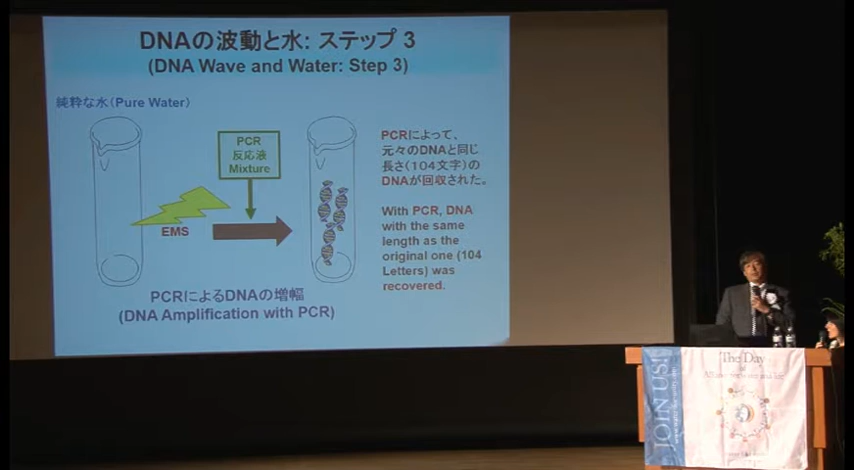 DNAの波動と水: ステップ 3
(DNA Wave and Water: Step 3)
純粋な水(Pure Water)
PCR
反応液
Mixture
EMS
PCRによって、
元々のDNAと同じ
長さ(104文字)の
DNAが回収された。
With PCR, DNA
with the same
length as the
original one (104
Letters) was
recovered.
PCRによるDNAの増幅
(DNA Amplification with PCR)
JOIN US!
The Day
of